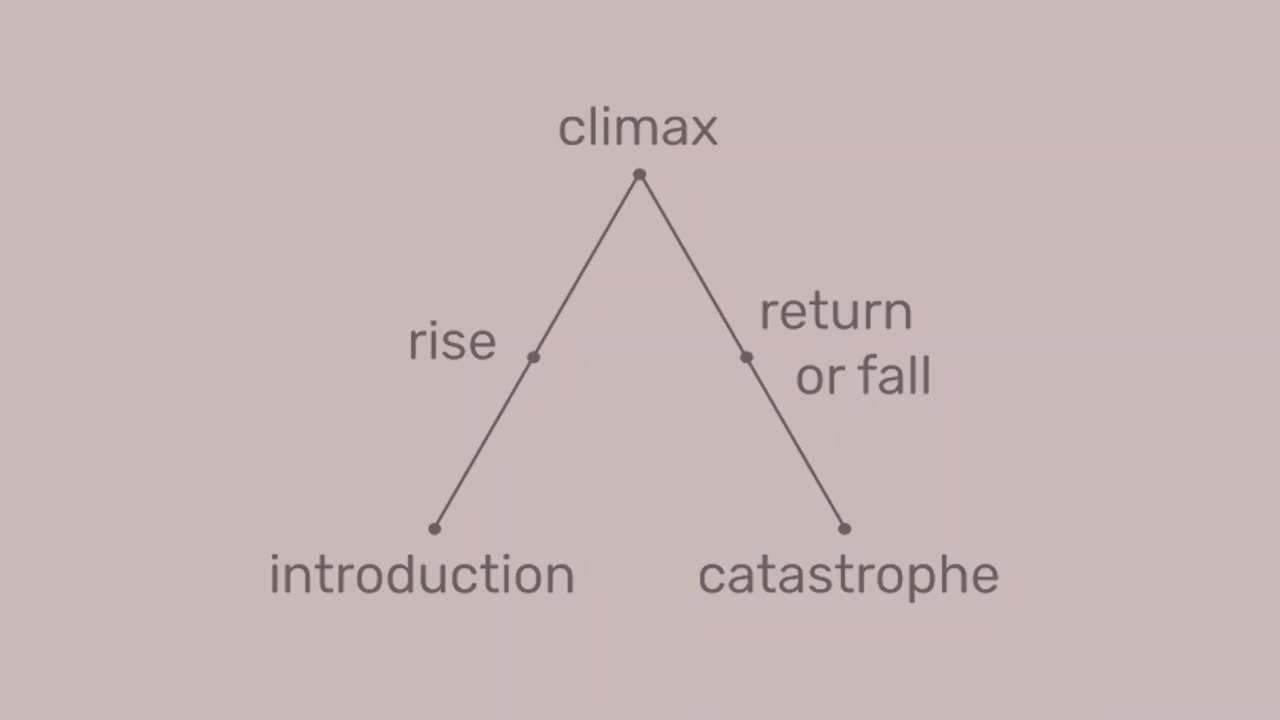 climax
rise
return
or fall
introduction
catastrophe